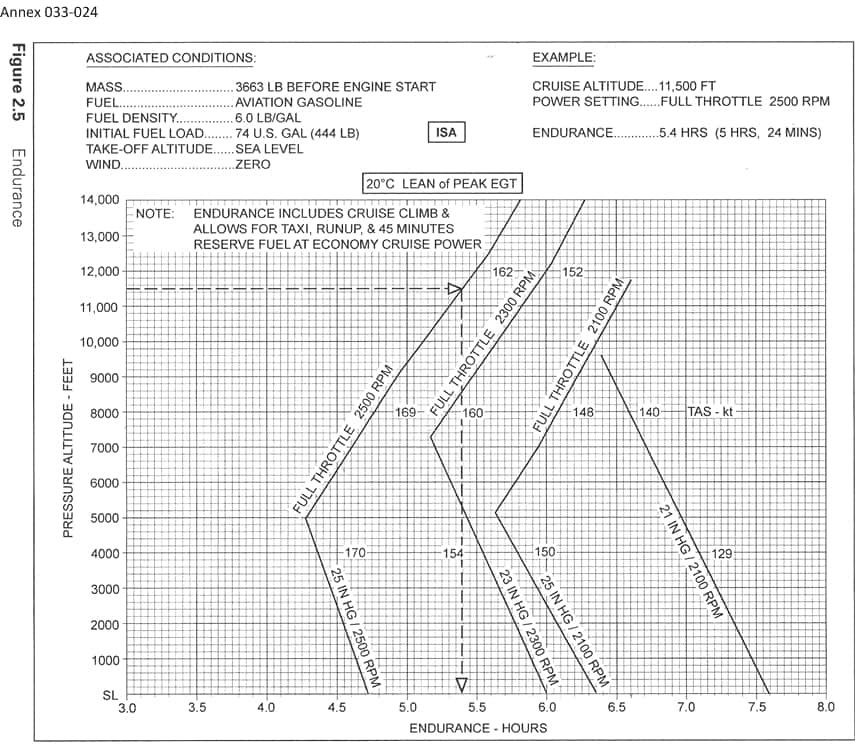 Annex 033-024
Figure 2.5 Endurance
ASSOCIATED CONDITIONS:
MASS..............................3663 LB BEFORE ENGINE START
FUEL...............................AVIATION GASOLINE
FUEL DENSITY...............6.0 LB/GAL
INITIAL FUEL LOAD........74 U.S. GAL (444 LB)
TAKE-OFF ALTITUDE.....SEA LEVEL
WIND...............................ZERO
ISA
EXAMPLE:
CRUISE ALTITUDE....11,500 FT
POWER SETTING.....FULL THROTTLE 2500 RPM
ENDURANCE............5.4 HRS (5 HRS, 24 MINS)
20°C LEAN of PEAK EGT
NOTE: ENDURANCE INCLUDES CRUISE CLIMB &
ALLOWS FOR TAXI, RUNUP, & 45 MINUTES
RESERVE FUEL AT ECONOMY CRUISE POWER
PRESSURE ALTITUDE - FEET
14,000
13,000
12,000
11,000
10,000
9000
8000
7000
6000
5000
4000
3000
2000
1000
SL
162
152
FULL THROTTLE 2500 RPM
FULL THROTTLE 2300 RPM
FULL THROTTLE 2100 RPM
169
160
148
140
TAS - kt
170
154
150
129
25 IN HG / 2500 RPM
23 IN HG / 2300 RPM
25 IN HG / 2100 RPM
21 IN HG / 2100 RPM
3.0 3.5 4.0 4.5 5.0 5.5 6.0 6.5 7.0 7.5 8.0
ENDURANCE - HOURS